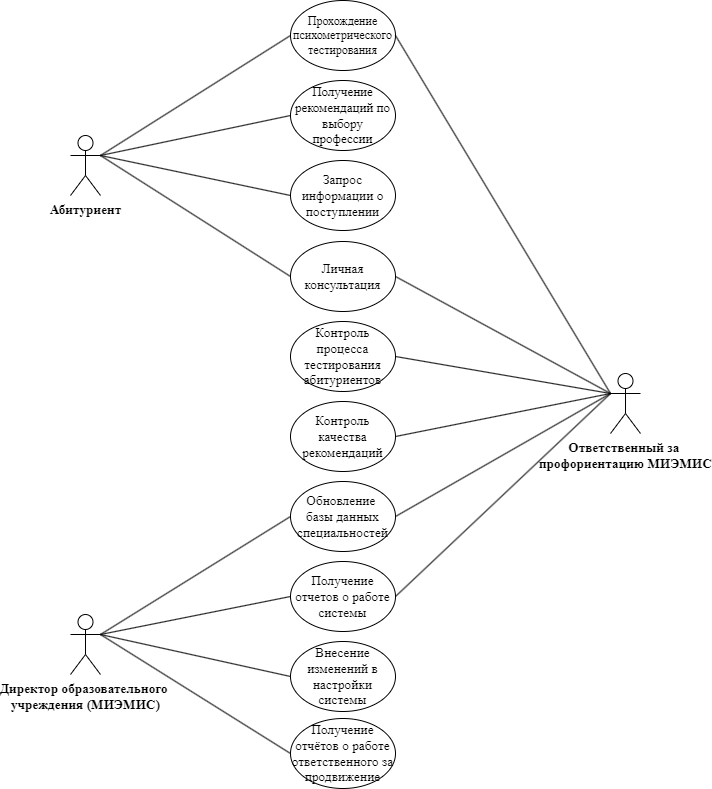 Прохождение
психометрического
тестирования
Получение
рекомендаций по
выбору
профессии
Запрос
информации о
поступлении
Абитуриент
Личная
консультация
Контроль
процесса
тестирования
абитуриентов
Контроль
качества
рекомендаций
Ответственный за
профориентацию МИЭМИС
Обновление
базы данных
специальностей
Получение
отчетов о работе
системы
Внесение
изменений в
настройки
системы
Директор образовательного
учреждения (МИЭМИС)
Получение
отчётов о работе
ответственного за
продвижение